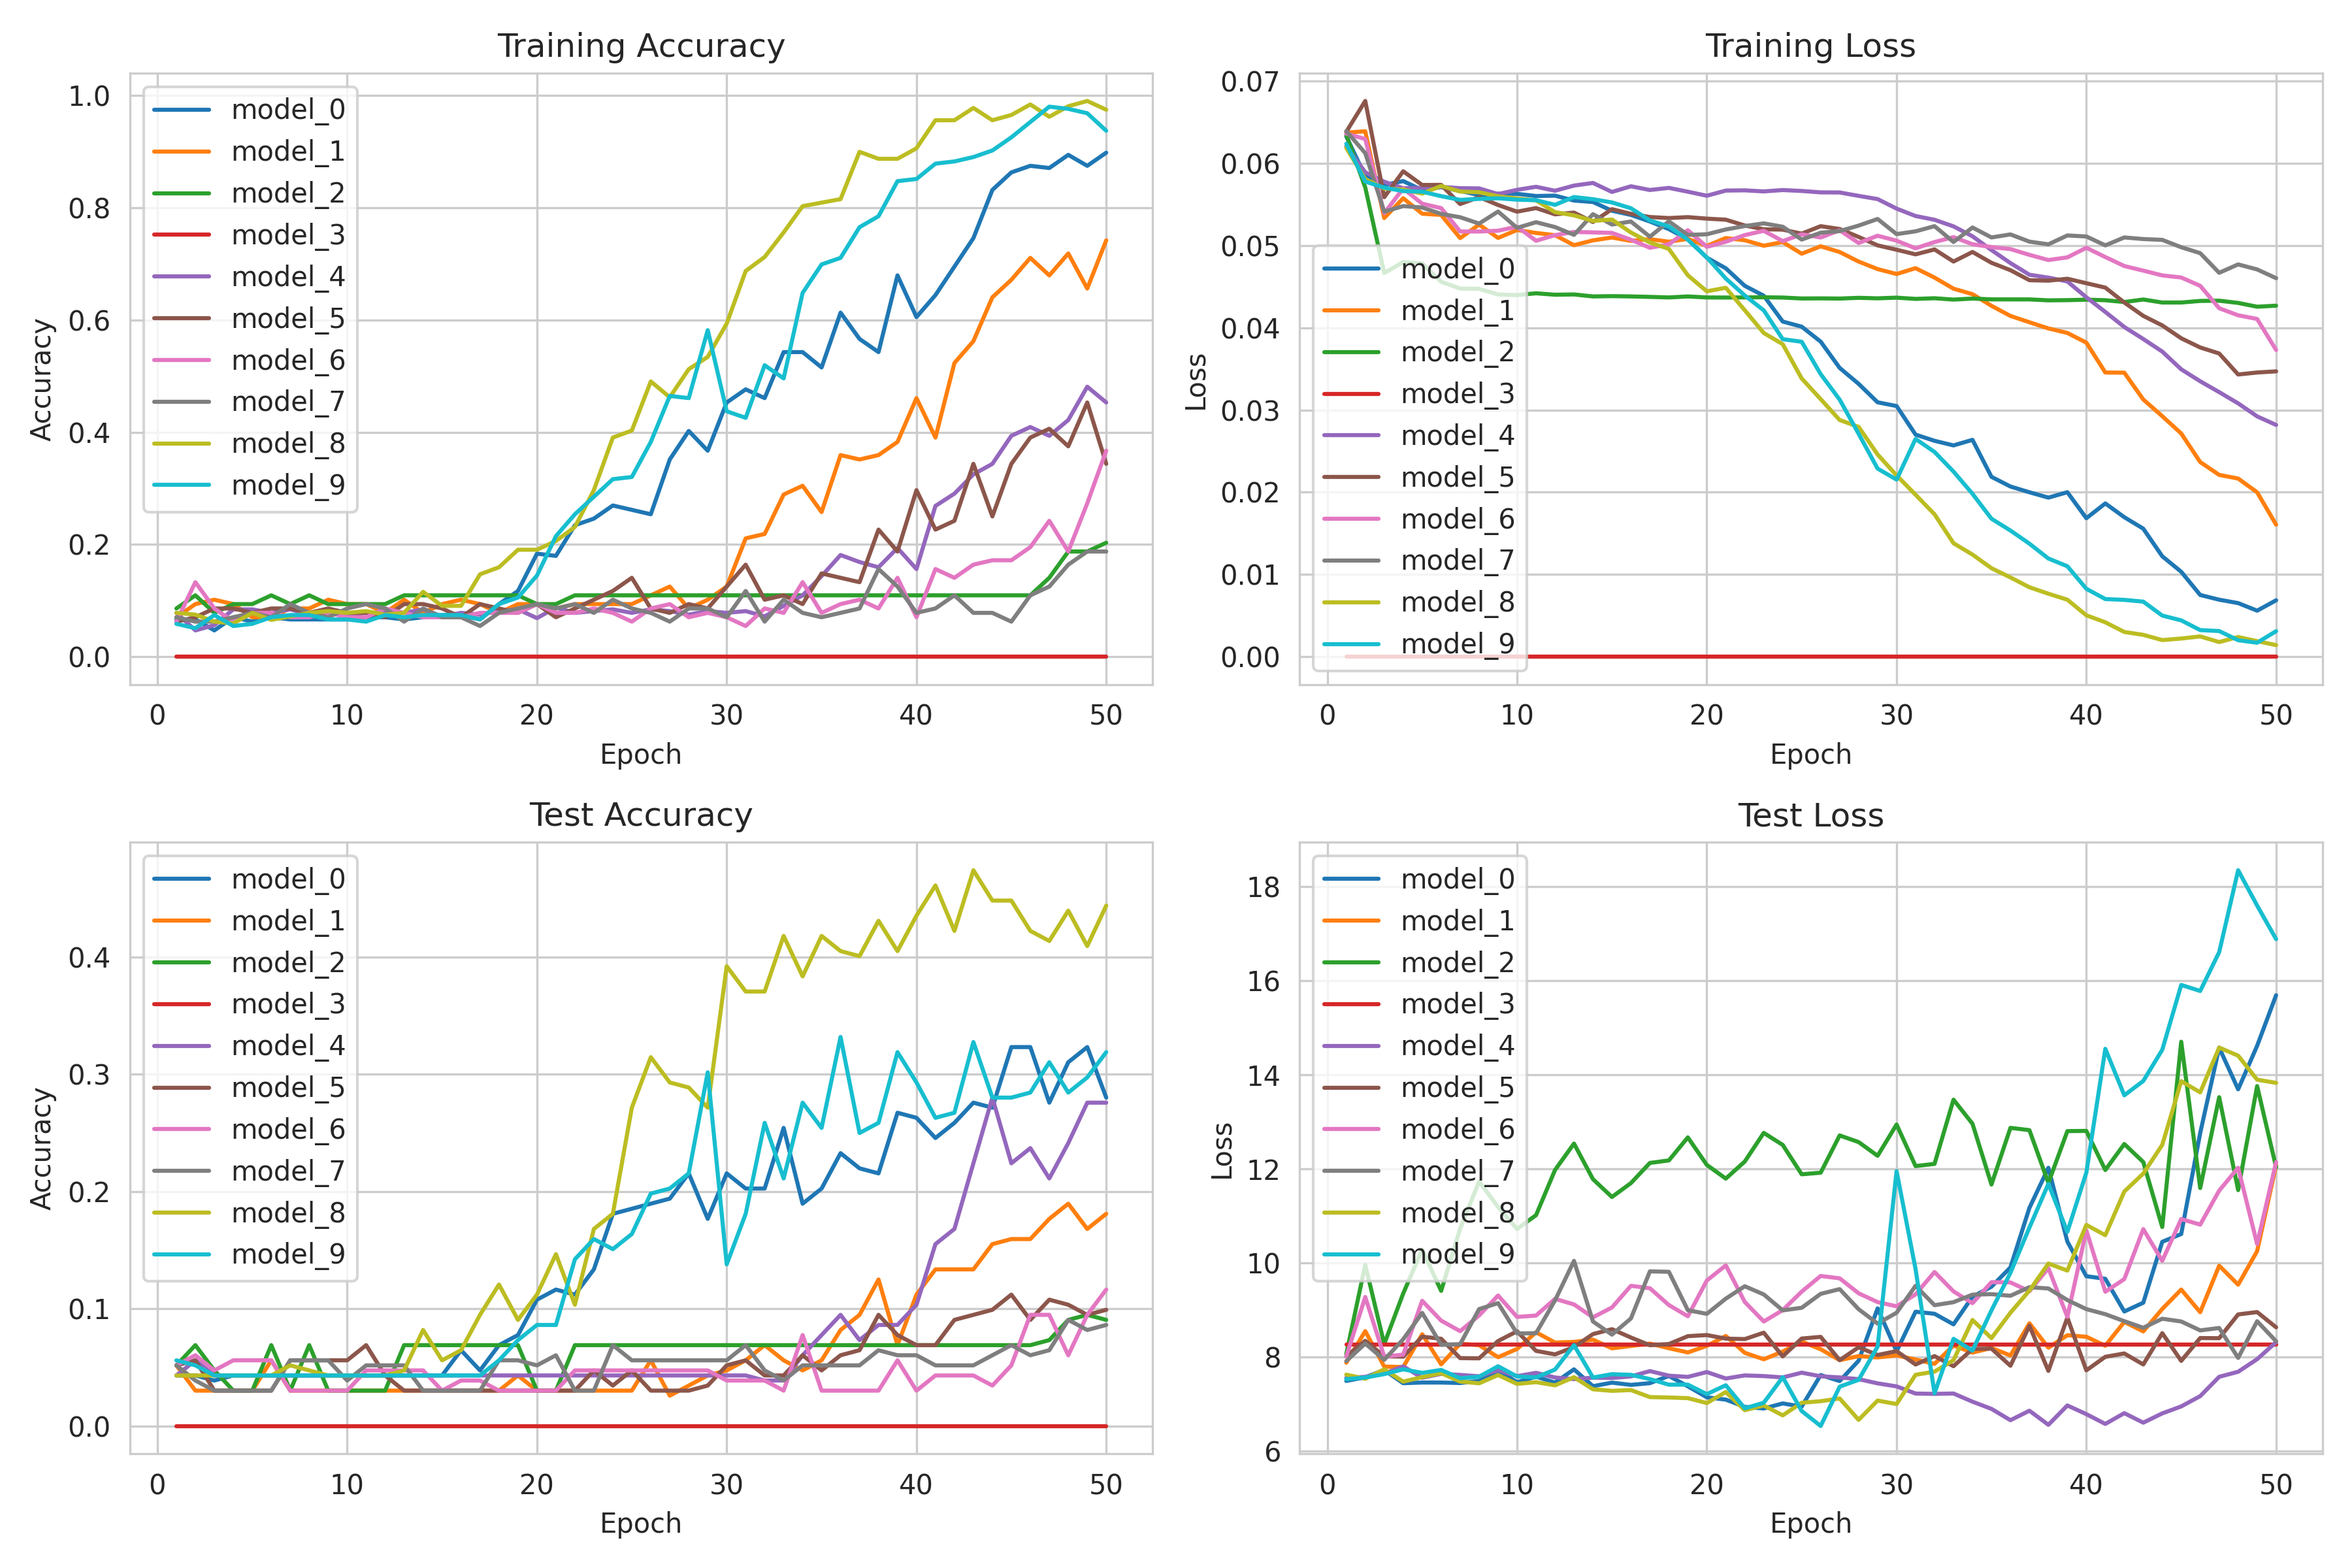 Training Accuracy
1.0
0.8
0.6
0.4
0.2
0.0
Accuracy
model_0
model_1
model_2
model_3
model_4
model_5
model_6
model_7
model_8
model_9
0 10 20 30 40 50
Epoch
Training Loss
0.07
0.06
0.05
0.04
0.03
0.02
0.01
0.00
Loss
model_0
model_1
model_2
model_3
model_4
model_5
model_6
model_7
model_8
model_9
0 10 20 30 40 50
Epoch
Test Accuracy
0.4
0.3
0.2
0.1
0.0
Accuracy
model_0
model_1
model_2
model_3
model_4
model_5
model_6
model_7
model_8
model_9
0 10 20 30 40 50
Epoch
Test Loss
18
16
14
12
10
8
6
Loss
model_0
model_1
model_2
model_3
model_4
model_5
model_6
model_7
model_8
model_9
0 10 20 30 40 50
Epoch